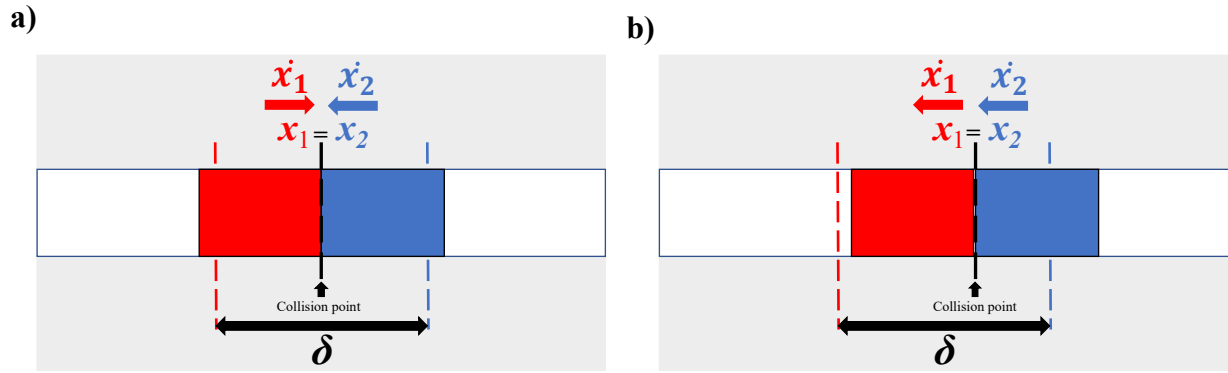 a)
ẋ1 ẋ2
x1 = x2
Collision point
δ
b)
ẋ1 ẋ2
x1 = x2
Collision point
δ